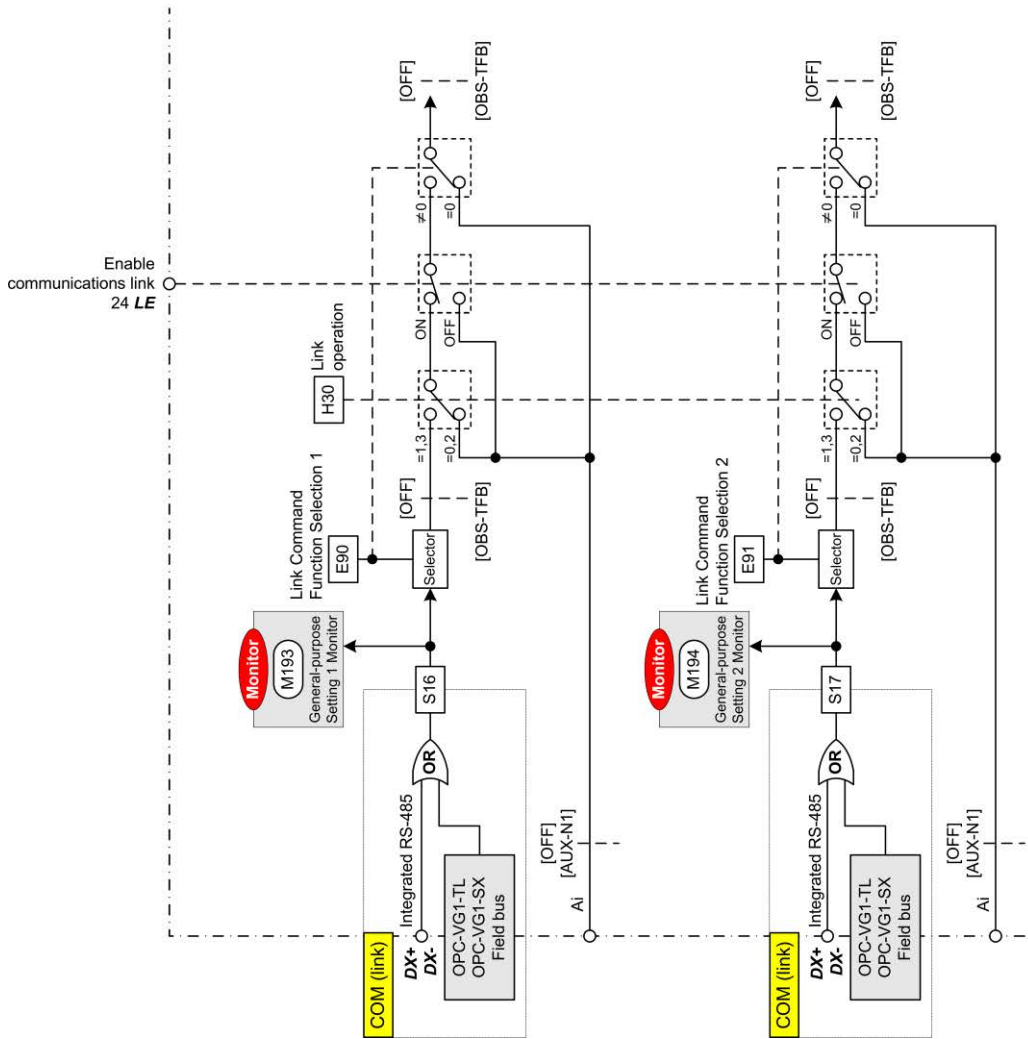 Enable
communications link
24 LE
H30
Link
operation
Link Command
Function Selection 1
E90
Monitor
M193
General-purpose
Setting 1 Monitor
COM (link)
DX+
DX-
Integrated RS-485
OPC-VG1-TL
OPC-VG1-SX
Field bus
OR
S16
Selector
[OFF]
[OBS-TFB]
=1,3
=0,2
ON
OFF
≠0
=0
[OFF]
[OBS-TFB]
Ai
[OFF]
[AUX-N1]
Link Command
Function Selection 2
E91
Monitor
M194
General-purpose
Setting 2 Monitor
COM (link)
DX+
DX-
Integrated RS-485
OPC-VG1-TL
OPC-VG1-SX
Field bus
OR
S17
Selector
[OFF]
[OBS-TFB]
=1,3
=0,2
ON
OFF
≠0
=0
[OFF]
[OBS-TFB]
Ai
[OFF]
[AUX-N1]